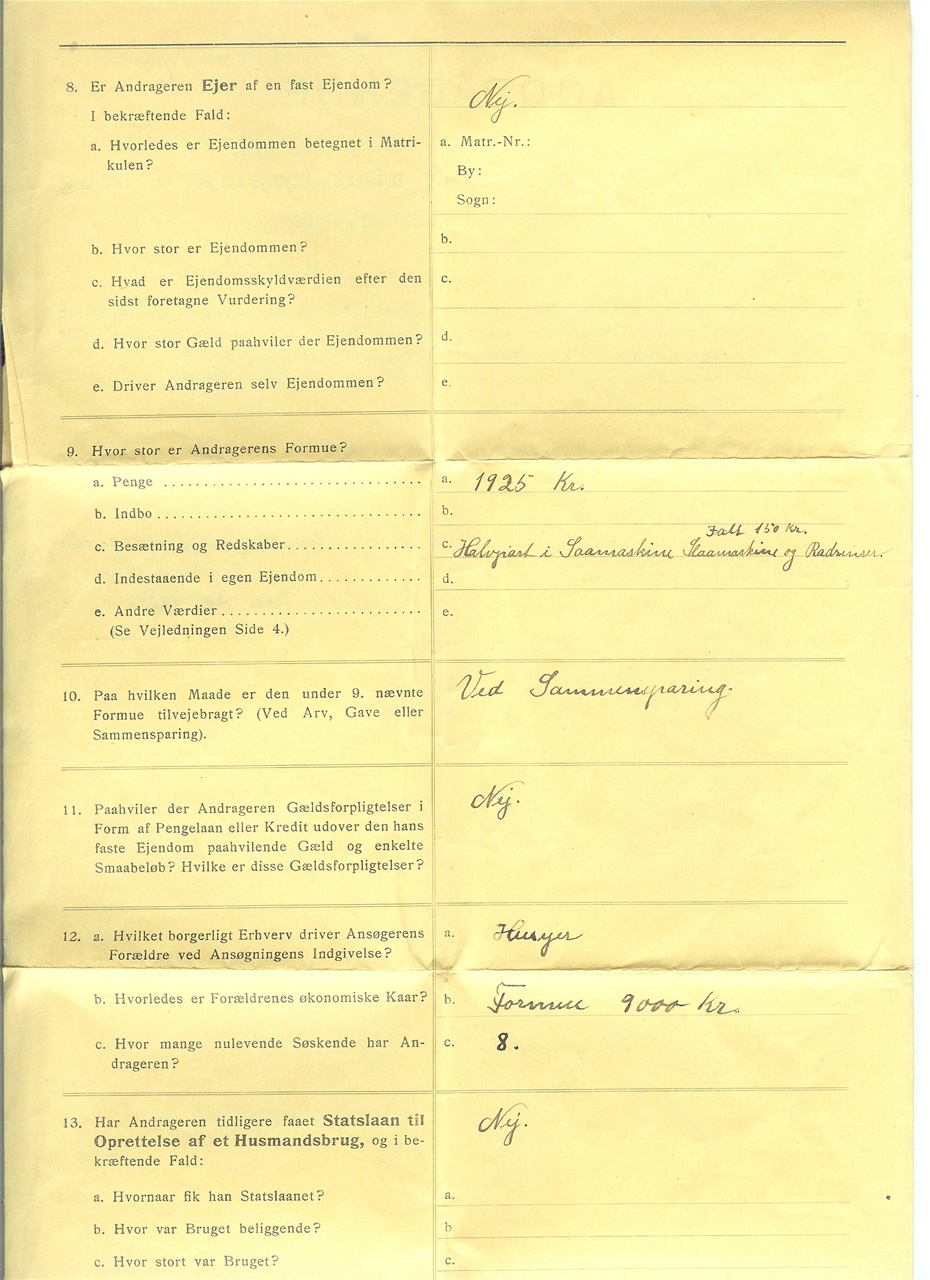 8. Er Andrageren Ejer af en fast Ejendom?
Nej.
I bekræftende Fald:
a. Hvorledes er Ejendommen betegnet i Matri-
kulen?
a. Matr.-Nr.:
By:
Sogn:
b. Hvor stor er Ejendommen?
b.
c. Hvad er Ejendomsskyldværdien efter den
sidst foretagne Vurdering?
c.
d. Hvor stor Gæld paahviler der Ejendommen?
d.
e. Driver Andrageren selv Ejendommen?
e.
9. Hvor stor er Andragerens Formue?
a. Penge ................................
a. 1925 Kr.
b. Indbo ................................
b.
Ialt 150 Kr.
c. Besætning og Redskaber.................
c. Halvpart i Saamaskine Slaamaskine og Radrenser.
d. Indestaaende i egen Ejendom.............
d.
e. Andre Værdier .........................
(Se Vejledningen Side 4.)
e.
10. Paa hvilken Maade er den under 9. nævnte
Formue tilvejebragt? (Ved Arv, Gave eller
Sammensparing).
Ved Sammensparing.
11. Paahviler der Andrageren Gældsforpligtelser i
Form af Pengelaan eller Kredit udover den hans
faste Ejendom paahvilende Gæld og enkelte
Smaabeløb? Hvilke er disse Gældsforpligtelser?
Nej.
12. a. Hvilket borgerligt Erhverv driver Ansøgerens
Forældre ved Ansøgningens Indgivelse?
a. Husejer
b. Hvorledes er Forældrenes økonomiske Kaar?
b. Formue 9000 Kr.
c. Hvor mange nulevende Søskende har An-
drageren?
c. 8.
13. Har Andrageren tidligere faaet Statslaan til
Oprettelse af et Husmandsbrug, og i be-
kræftende Fald:
Nej.
a. Hvornaar fik han Statslaanet?
a.
b. Hvor var Bruget beliggende?
b.
c. Hvor stort var Bruget?
c.